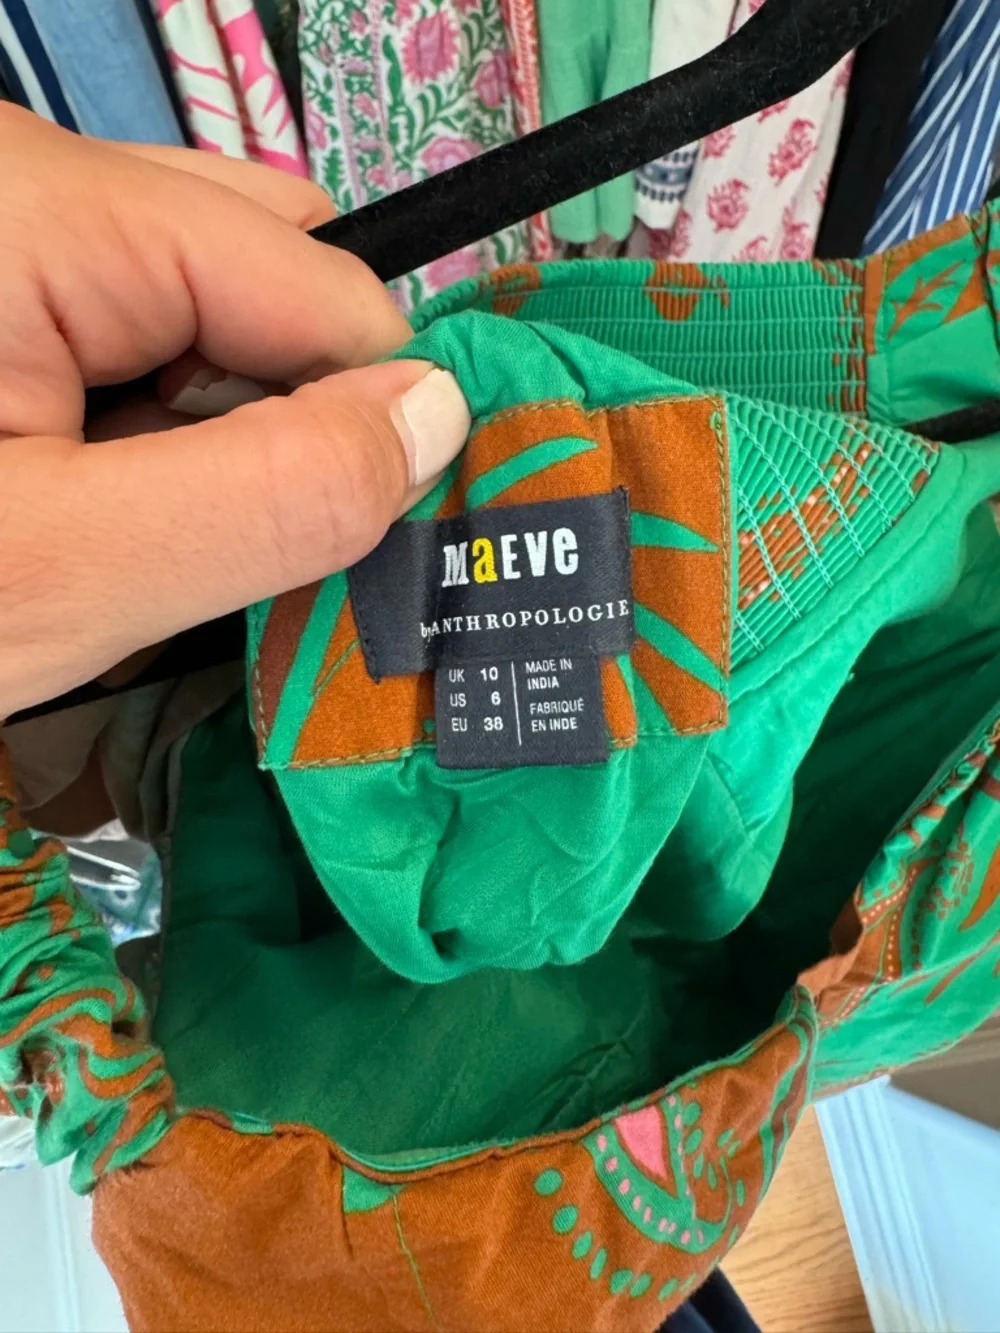 MaEve
by ANTHROPOLOGIE
UK 10
US 6
EU 38
MADE IN
INDIA
FABRIQUÉ
EN INDE